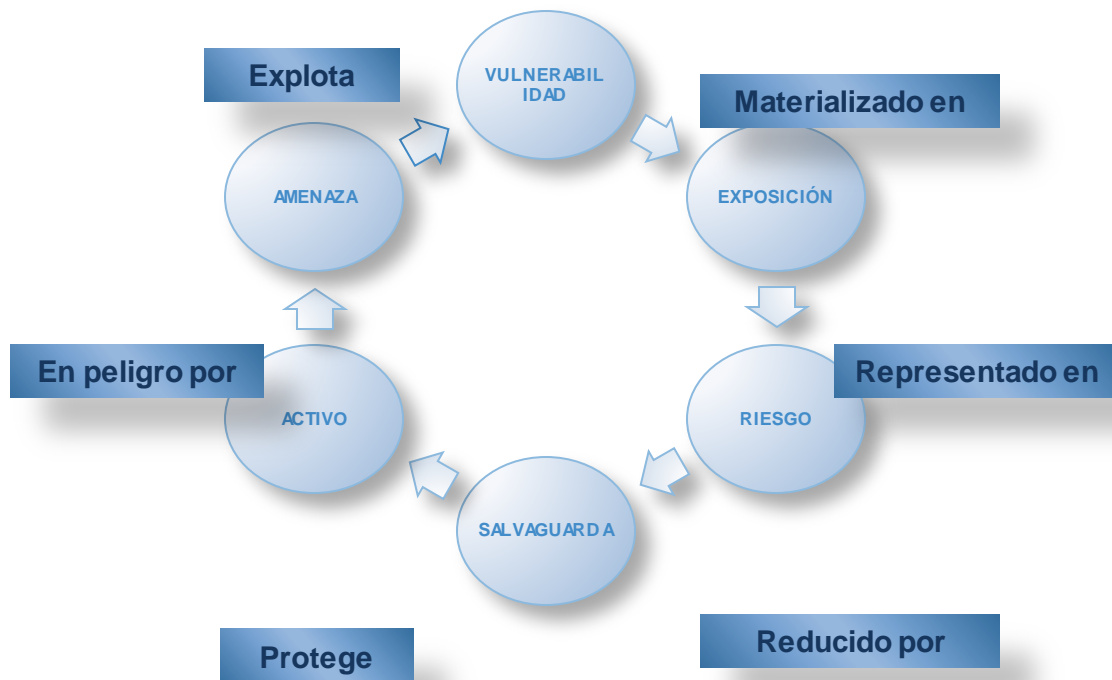 Explota
VULNERABIL
IDAD
Materializado en
AMENAZA
EXPOSICIÓN
En peligro por
Representado en
ACTIVO
RIESGO
SALVAGUARDA
Protege
Reducido por